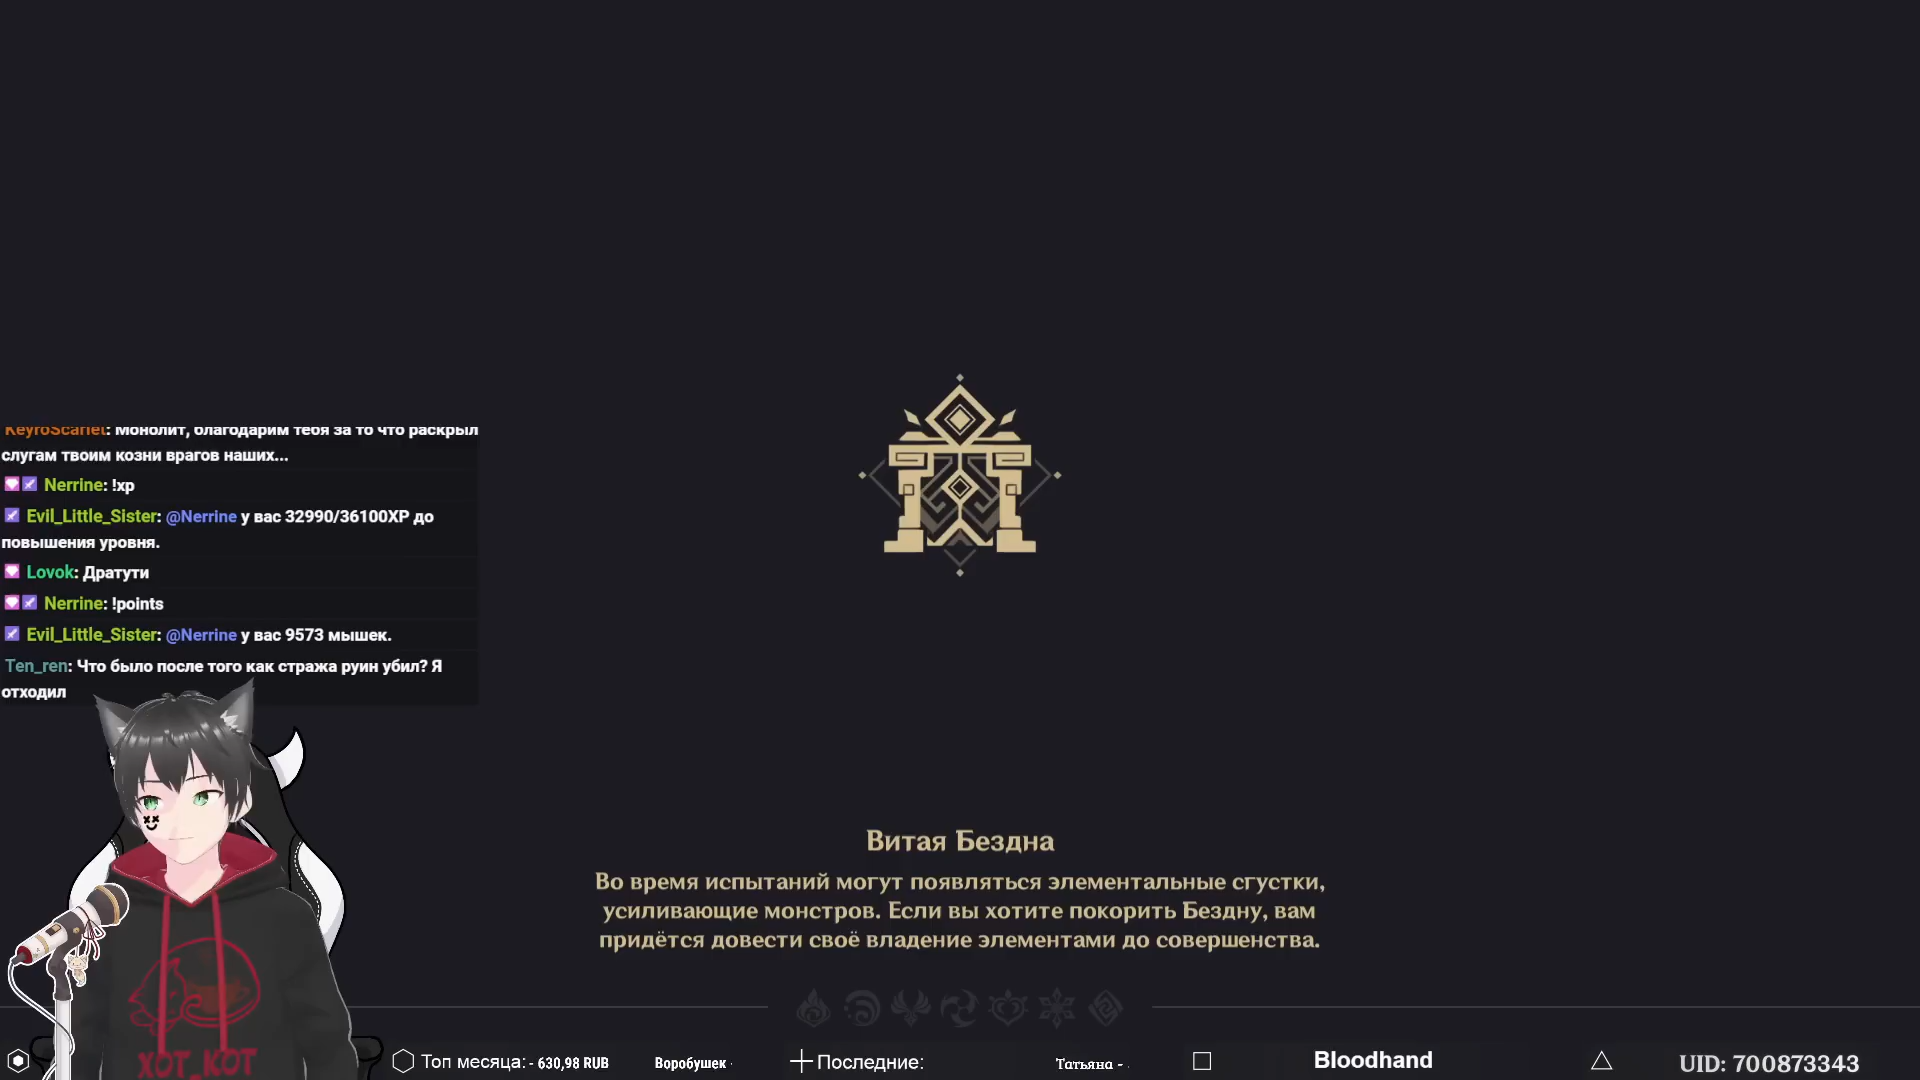 KeyroScarlet: Монолит, благодарим тебя за то что раскрыл
слугам твоим козни врагов наших...
Nerrine: !xp
Evil_Little_Sister: @Nerrine у вас 32990/36100XP до
повышения уровня.
Lovok: Дратути
Nerrine: !points
Evil_Little_Sister: @Nerrine у вас 9573 мышек.
Ten_ren: Что было после того как стража руин убил? Я
отходил
Витая Бездна
Во время испытаний могут появляться элементальные сгустки,
усиливающие монстров. Если вы хотите покорить Бездну, вам
придётся довести своё владение элементами до совершенства.
XOT_KOT
Топ месяца: - 630,98 RUB Воробушек - Последние: Татьяна - Bloodhand UID: 700873343